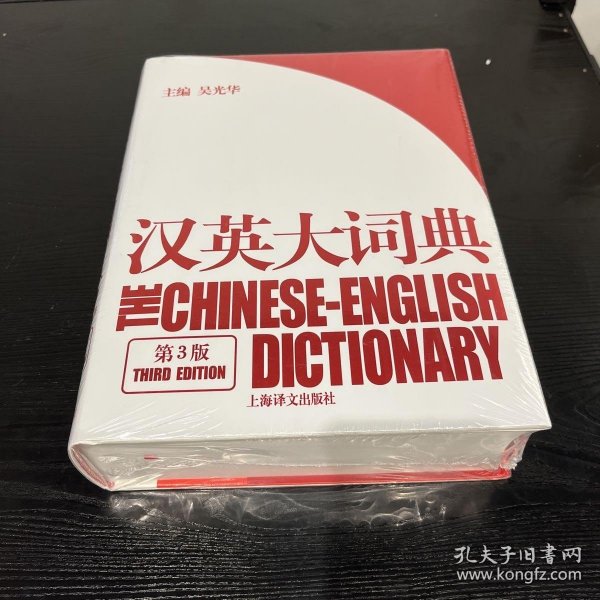 主编 吴光华
汉英大词典
THE CHINESE-ENGLISH
DICTIONARY
第3版
THIRD EDITION
上海译文出版社
孔夫子旧书网
www.kongfz.com